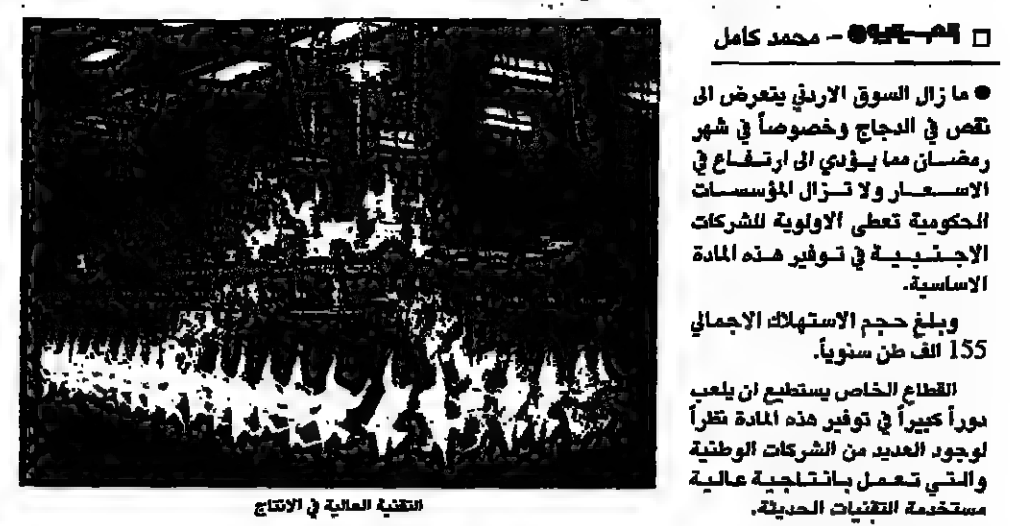 – محمد كامل
● ما زال السوق الاردني يتعرض الى
نقص في الدجاج وخصوصاً في شهر
رمضان مما يؤدي الى ارتفاع في
الاسعار ولا تزال المؤسسات
الحكومية تعطي الاولوية للشركات
الاجنبية في توفير هذه المادة
الاساسية.
وبلغ حجم الاستهلاك الاجمالي
155 الف طن سنوياً.
القطاع الخاص يستطيع ان يلعب
دوراً كبيراً في توفير هذه المادة نظراً
لوجود العديد من الشركات الوطنية
والتي تعمل بانتاجية عالية
مستخدمة التقنيات الحديثة.
التقنية العالية في الانتاج